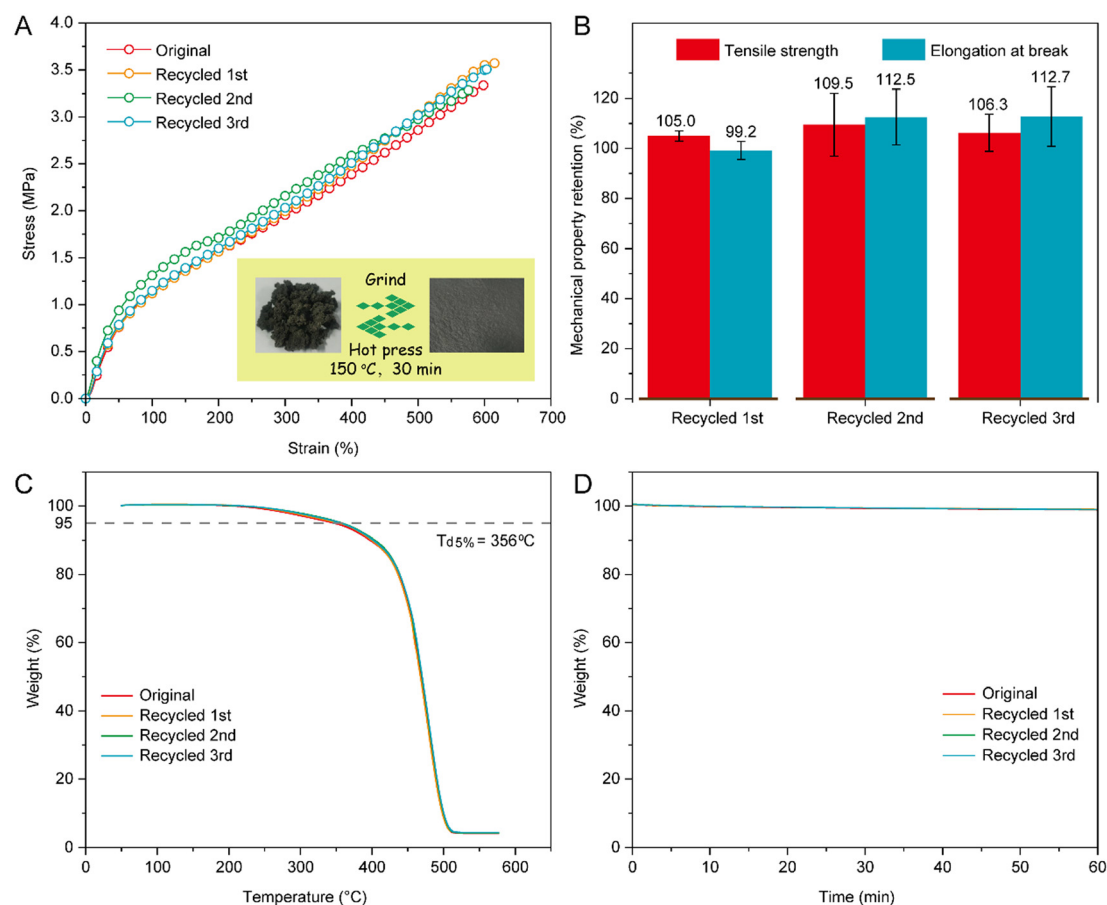 A
4.0
3.5
3.0
2.5
2.0
1.5
1.0
0.5
0.0
Stress (MPa)
Original
Recycled 1st
Recycled 2nd
Recycled 3rd
Grind
Hot press
150 °C, 30 min
0 100 200 300 400 500 600 700
Strain (%)
B
Tensile strength Elongation at break
120
100
80
60
40
20
0
Mechanical property retention (%)
105.0 99.2 109.5 112.5 106.3 112.7
Recycled 1st Recycled 2nd Recycled 3rd
C
100
95
80
60
40
20
0
Weight (%)
Td5% = 356°C
Original
Recycled 1st
Recycled 2nd
Recycled 3rd
0 100 200 300 400 500 600
Temperature (°C)
D
100
80
60
40
20
0
Weight (%)
Original
Recycled 1st
Recycled 2nd
Recycled 3rd
0 10 20 30 40 50 60
Time (min)